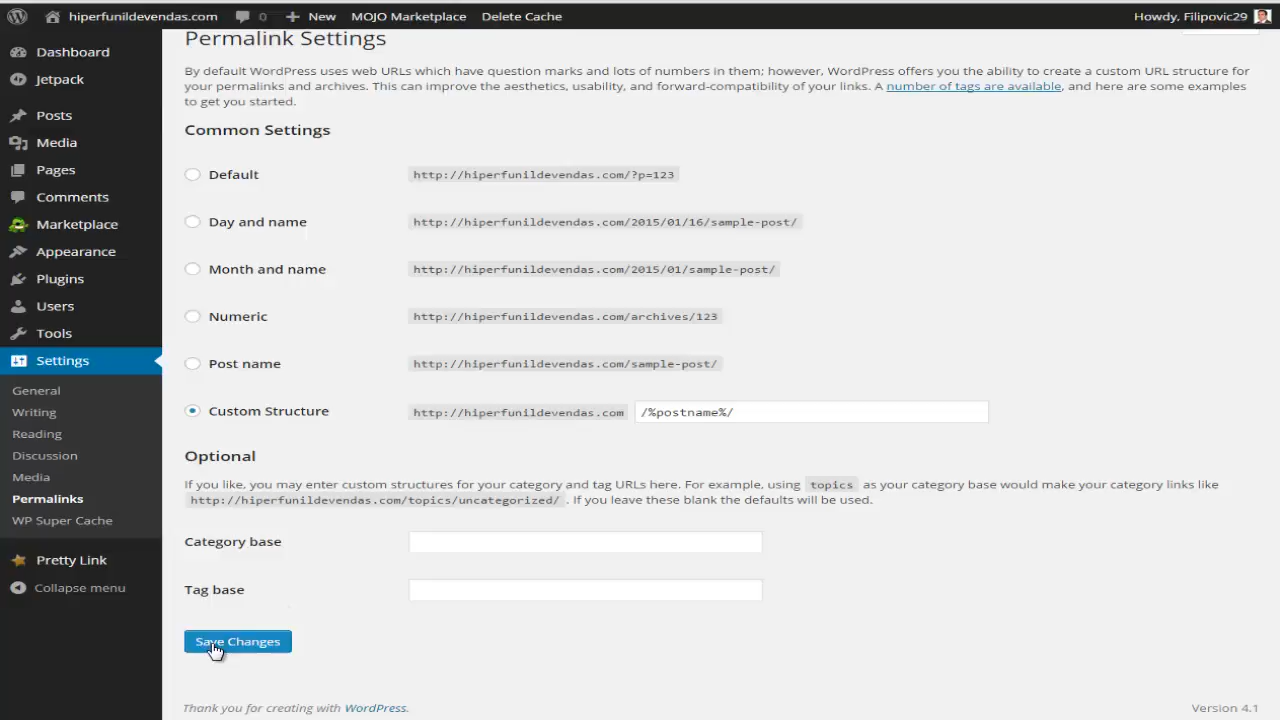 hiperfunildevendas.com 0 New MOJO Marketplace Delete Cache Howdy, Filipovic29
Dashboard
Jetpack
Posts
Media
Pages
Comments
Marketplace
Appearance
Plugins
Users
Tools
Settings
General
Writing
Reading
Discussion
Media
Permalinks
WP Super Cache
Pretty Link
Collapse menu
Permalink Settings
By default WordPress uses web URLs which have question marks and lots of numbers in them; however, WordPress offers you the ability to create a custom URL structure for
your permalinks and archives. This can improve the aesthetics, usability, and forward-compatibility of your links. A number of tags are available, and here are some examples
to get you started.
Common Settings
Default http://hiperfunildevendas.com/?p=123
Day and name http://hiperfunildevendas.com/2015/01/16/sample-post/
Month and name http://hiperfunildevendas.com/2015/01/sample-post/
Numeric http://hiperfunildevendas.com/archives/123
Post name http://hiperfunildevendas.com/sample-post/
Custom Structure http://hiperfunildevendas.com /%postname%/
Optional
If you like, you may enter custom structures for your category and tag URLs here. For example, using topics as your category base would make your category links like
http://hiperfunildevendas.com/topics/uncategorized/ . If you leave these blank the defaults will be used.
Category base
Tag base
Save Changes
Thank you for creating with WordPress. Version 4.1